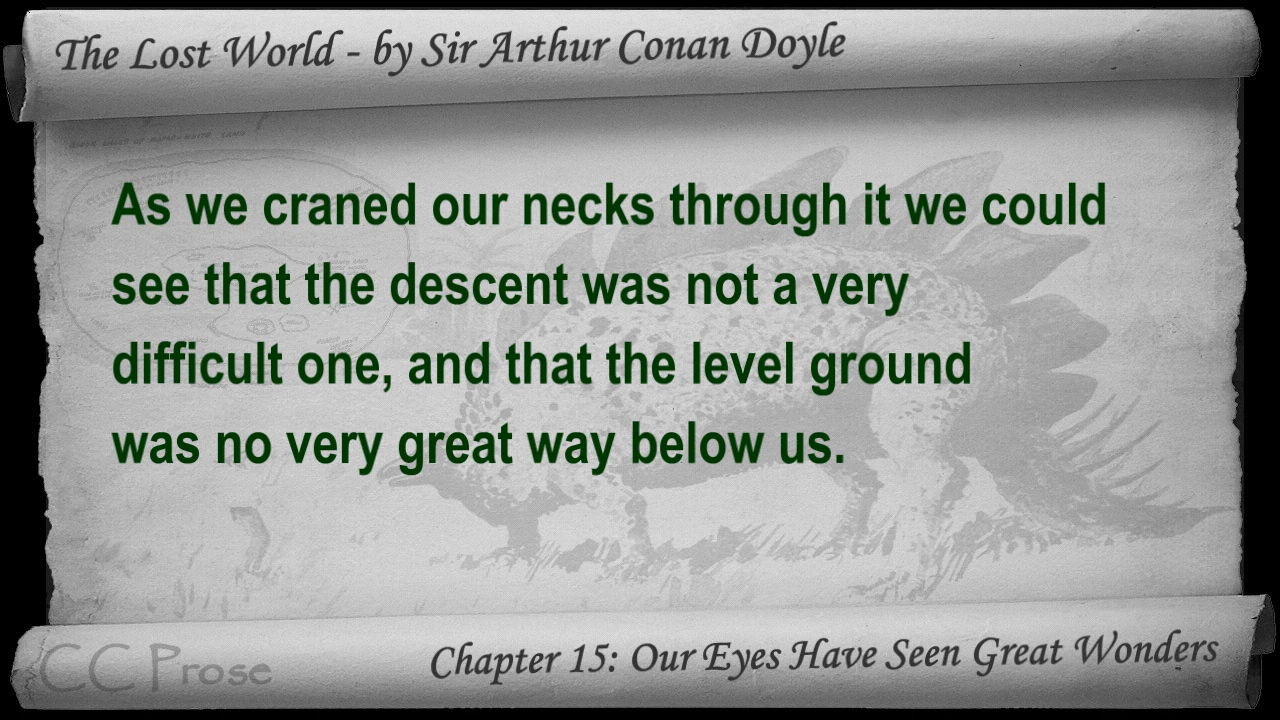 The Lost World - by Sir Arthur Conan Doyle
As we craned our necks through it we could
see that the descent was not a very
difficult one, and that the level ground
was no very great way below us.
CC Prose
Chapter 15: Our Eyes Have Seen Great Wonders